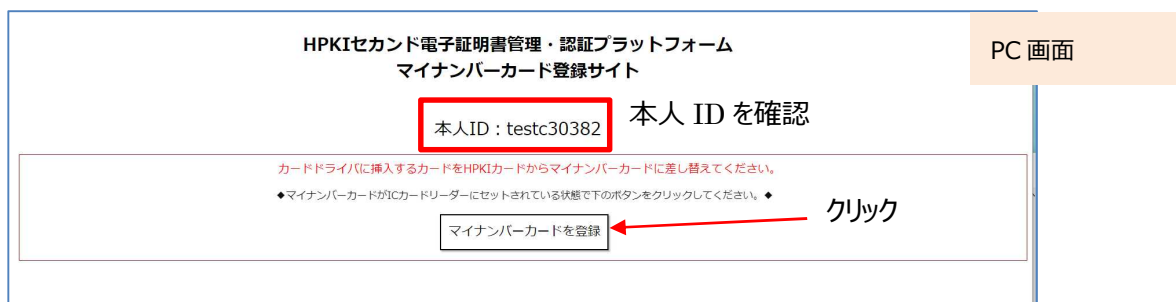 HPKIセカンド電子証明書管理・認証プラットフォーム
マイナンバーカード登録サイト
PC 画面
本人ID：testc30382
本人 ID を確認
カードドライバに挿入するカードをHPKIカードからマイナンバーカードに差し替えてください。
◆マイナンバーカードがICカードリーダーにセットされている状態で下のボタンをクリックしてください。◆
マイナンバーカードを登録
クリック